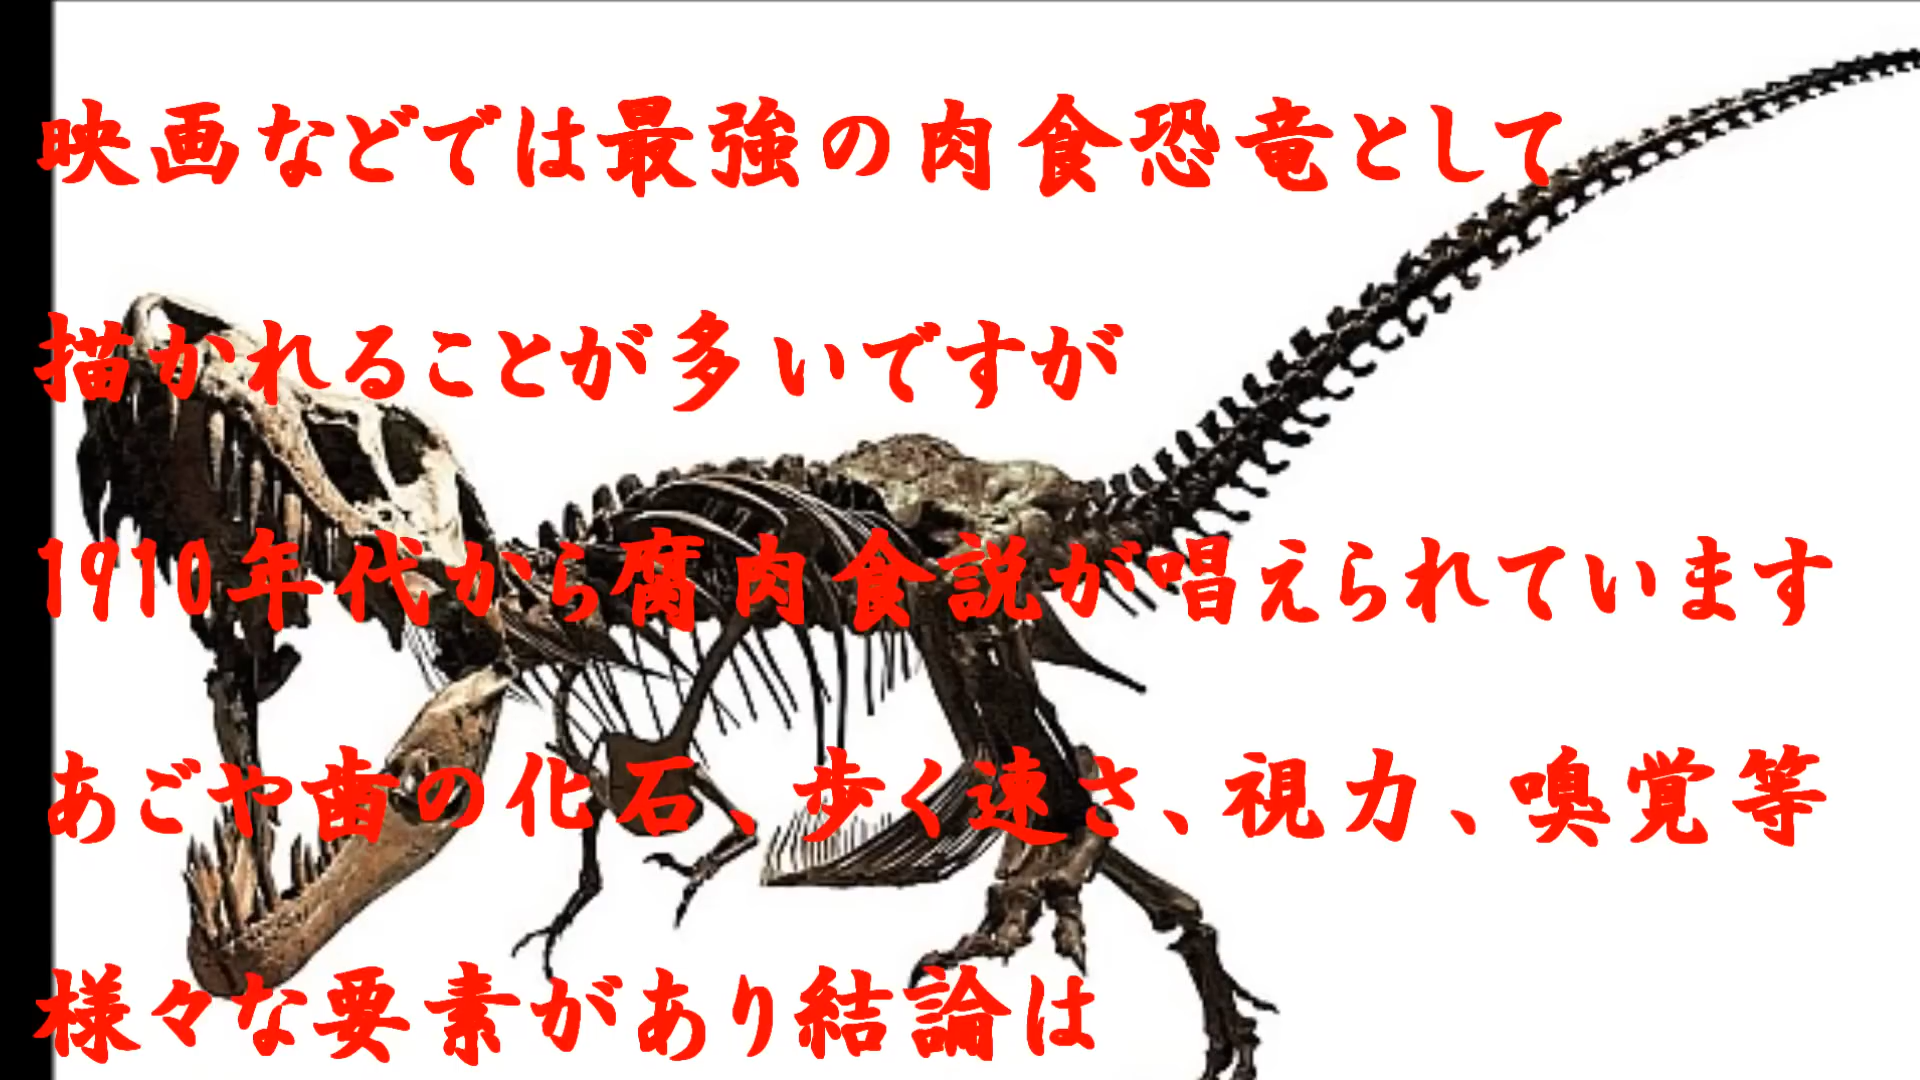 映画などでは最強の肉食恐竜として
描かれることが多いですが
1910年代から腐肉食説が唱えられています
あごや歯の化石、歩く速さ、視力、嗅覚等
様々な要素があり結論は